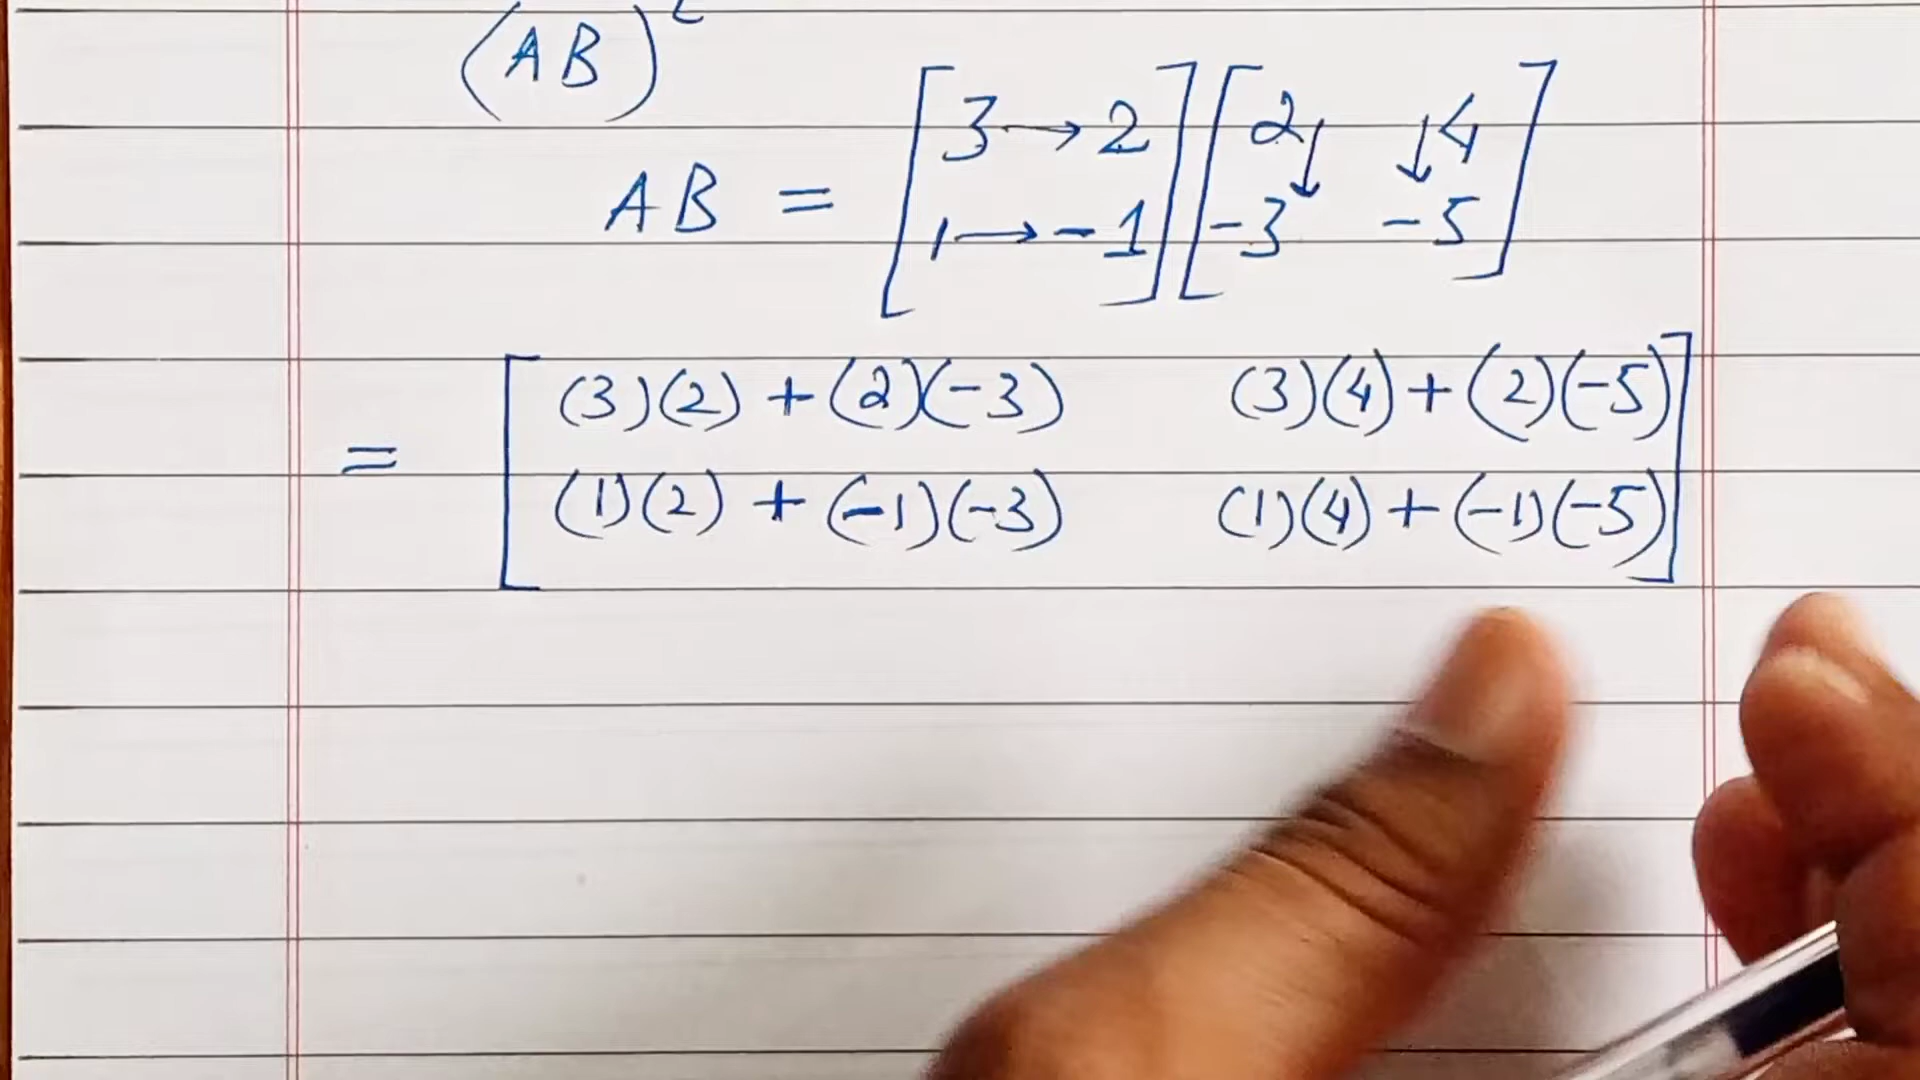 (AB)^t
AB = [3→2 1→-1][2↓ ↓4 -3 -5]
= [(3)(2) + (2)(-3) (3)(4) + (2)(-5)
(1)(2) + (-1)(-3) (1)(4) + (-1)(-5)]